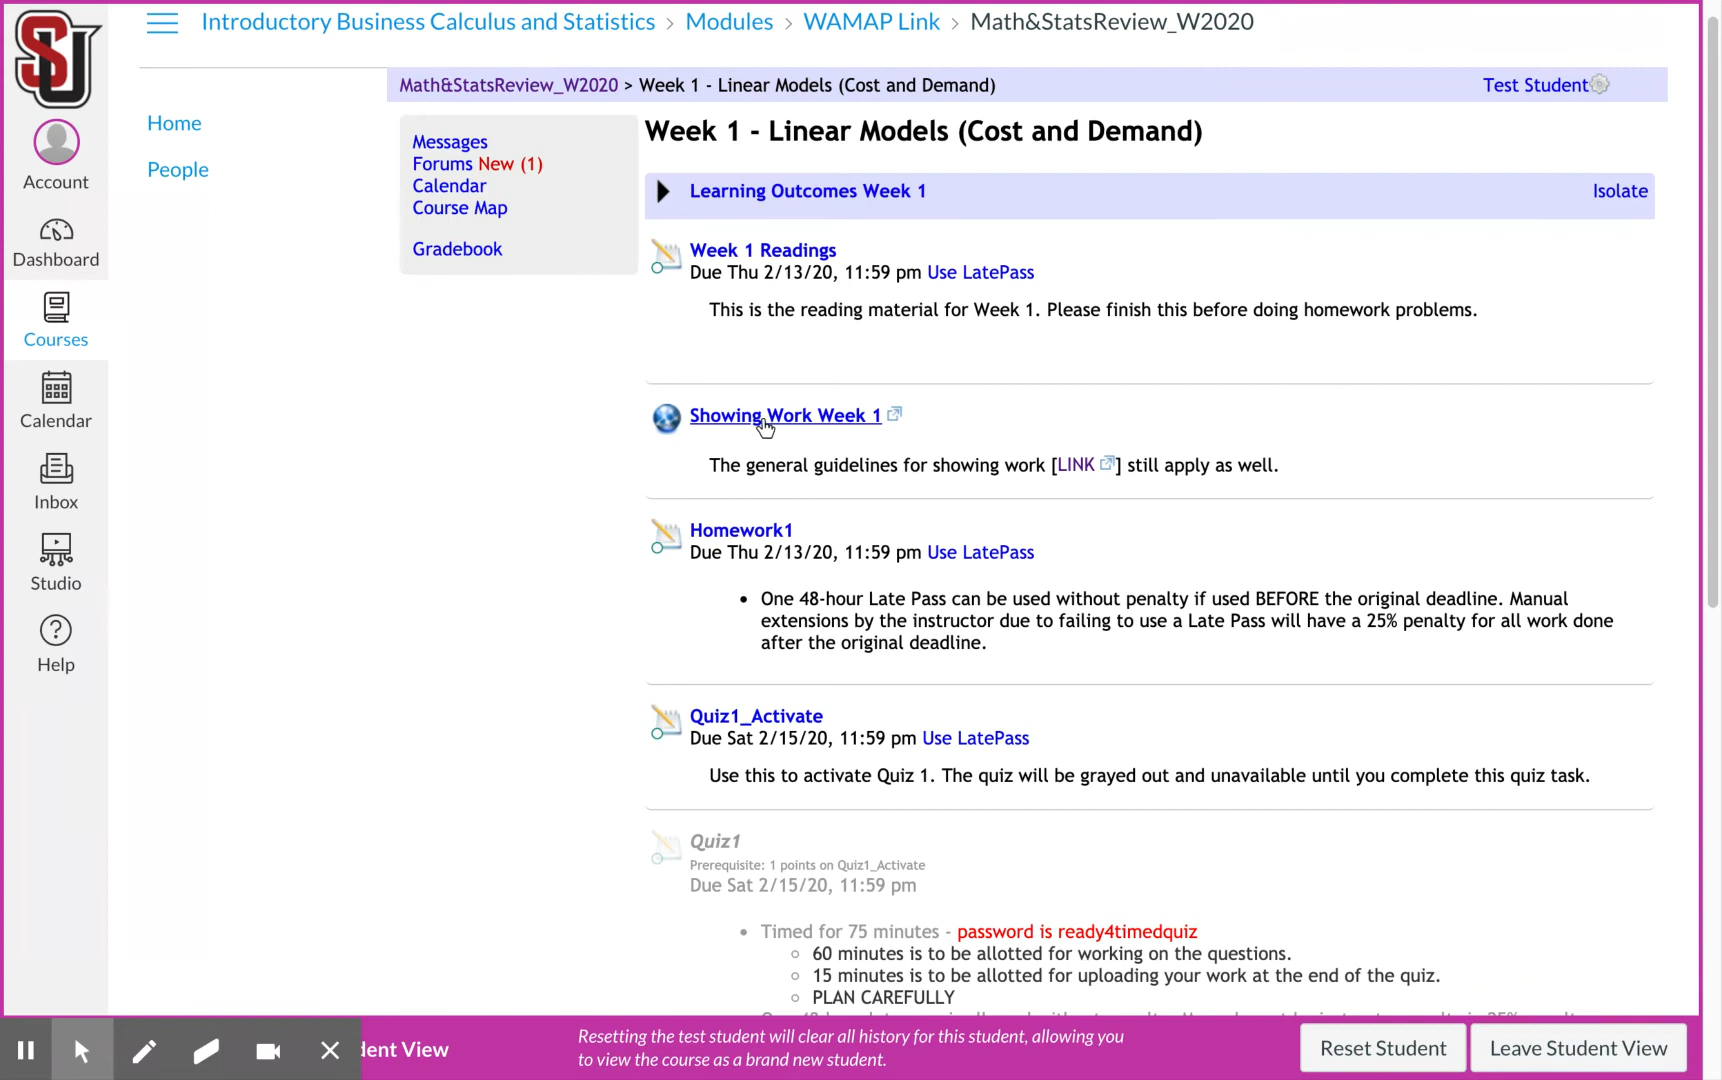 Introductory Business Calculus and Statistics > Modules > WAMAP Link > Math&StatsReview_W2020
SU
Account
Dashboard
Courses
Calendar
Inbox
Studio
Help
Home
People
Math&StatsReview_W2020 > Week 1 - Linear Models (Cost and Demand)
Test Student
Messages
Forums New (1)
Calendar
Course Map
Gradebook
Week 1 - Linear Models (Cost and Demand)
Learning Outcomes Week 1
Isolate
Week 1 Readings
Due Thu 2/13/20, 11:59 pm Use LatePass
This is the reading material for Week 1. Please finish this before doing homework problems.
Showing Work Week 1
The general guidelines for showing work [LINK ] still apply as well.
Homework1
Due Thu 2/13/20, 11:59 pm Use LatePass
• One 48-hour Late Pass can be used without penalty if used BEFORE the original deadline. Manual
extensions by the instructor due to failing to use a Late Pass will have a 25% penalty for all work done
after the original deadline.
Quiz1_Activate
Due Sat 2/15/20, 11:59 pm Use LatePass
Use this to activate Quiz 1. The quiz will be grayed out and unavailable until you complete this quiz task.
Quiz1
Prerequisite: 1 points on Quiz1_Activate
Due Sat 2/15/20, 11:59 pm
• Timed for 75 minutes - password is ready4timedquiz
○ 60 minutes is to be allotted for working on the questions.
○ 15 minutes is to be allotted for uploading your work at the end of the quiz.
○ PLAN CAREFULLY
dent View
Resetting the test student will clear all history for this student, allowing you
to view the course as a brand new student.
Reset Student
Leave Student View